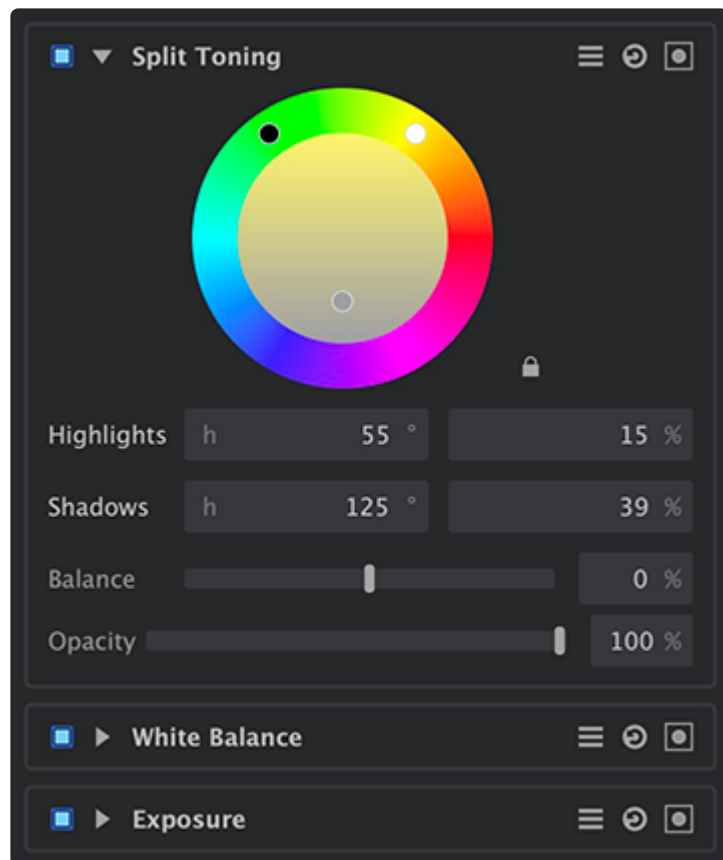 Split Toning
Highlights h 55 ° 15 %
Shadows h 125 ° 39 %
Balance 0 %
Opacity 100 %
White Balance
Exposure